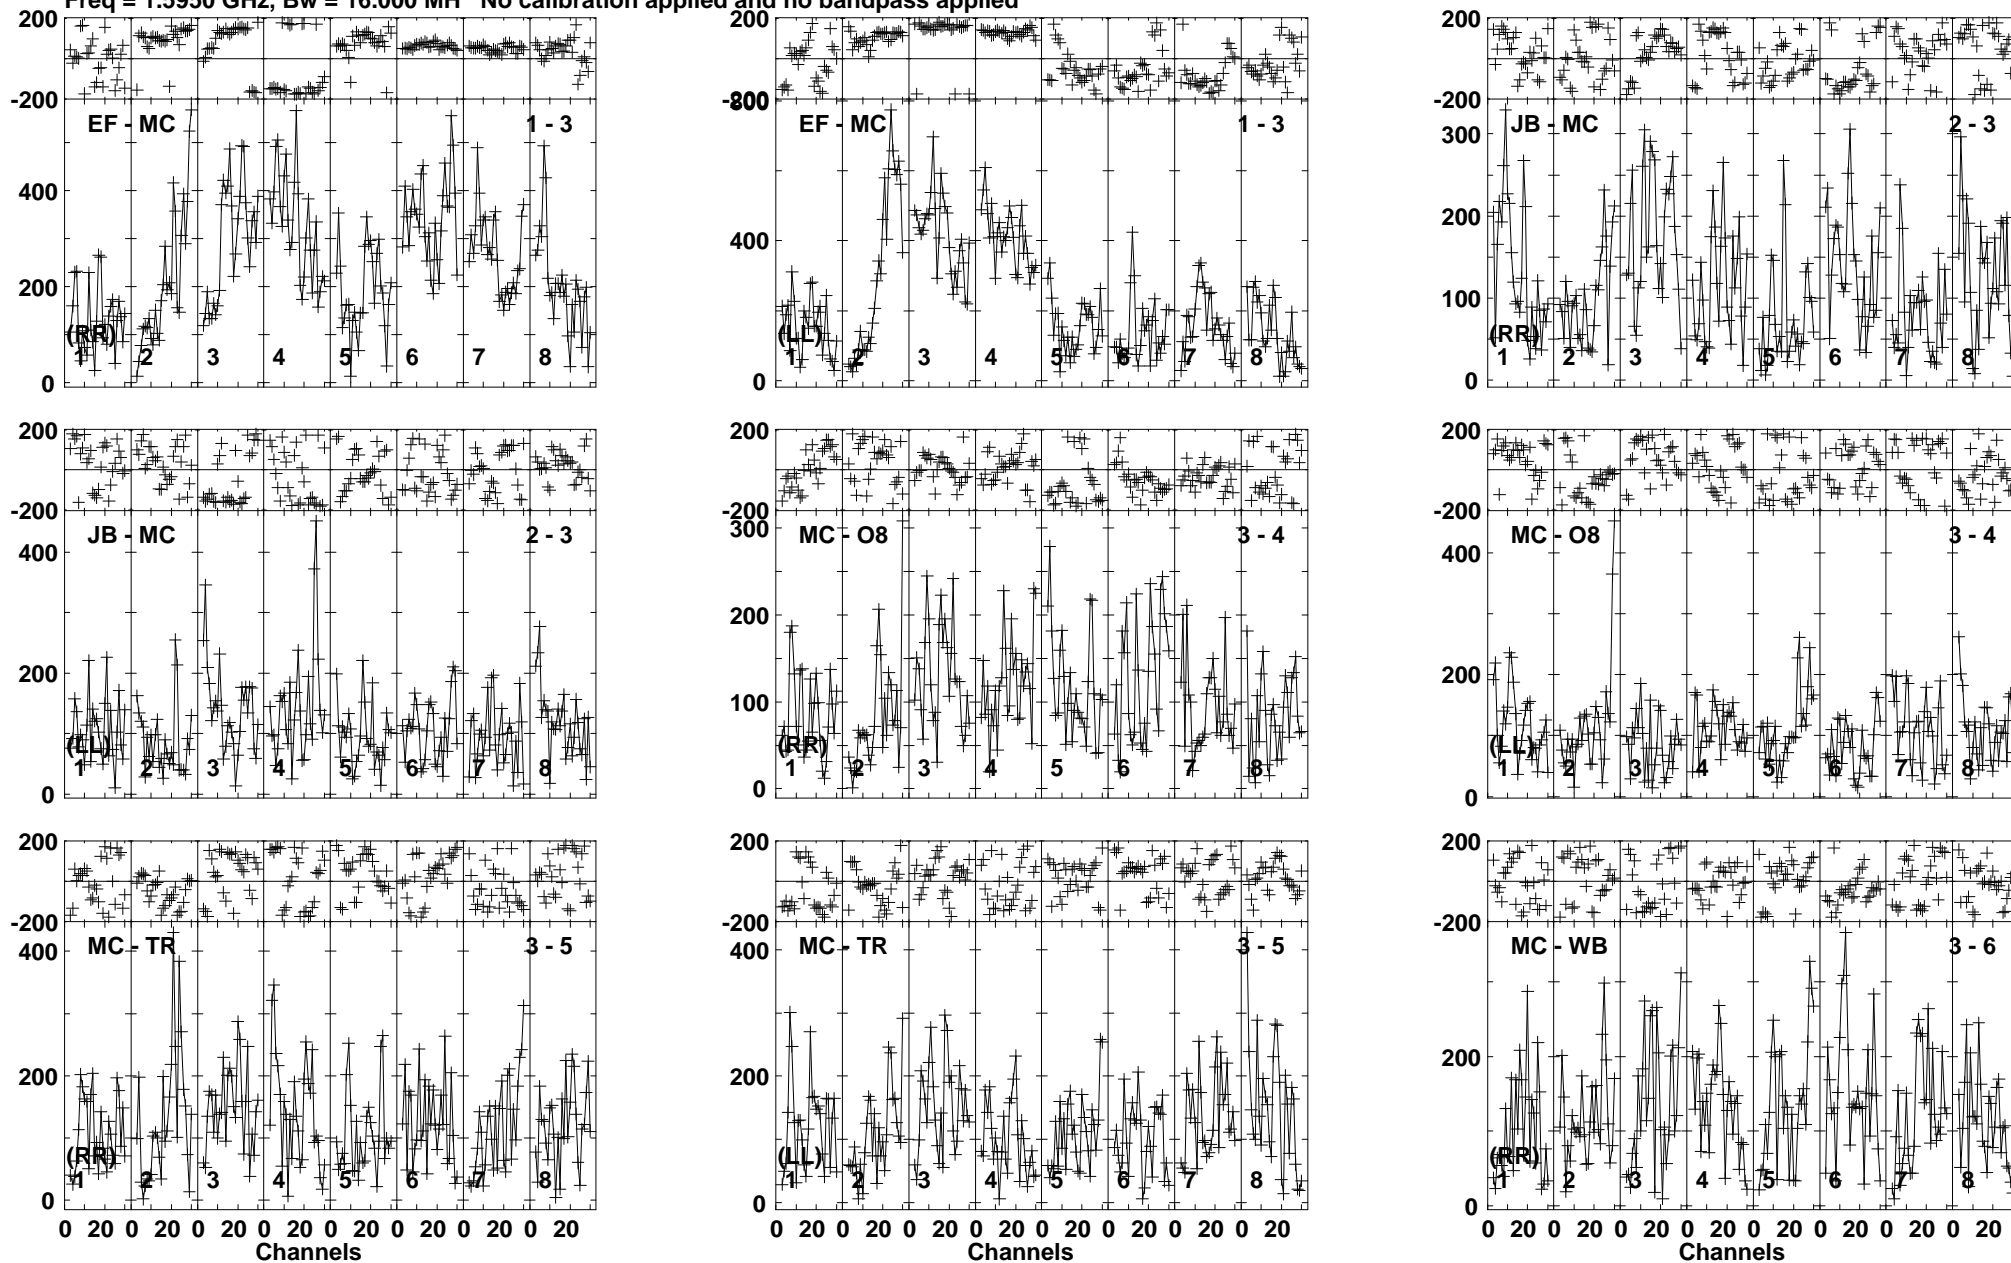 Freq = 1.5950 GHz, Bw = 16.000 MH No calibration applied and no bandpass applied
200 200 200
-200 -200
800 300
EF - MC 1 - 3 EF - MC 1 - 3 JB - MC 2 - 3
400 400 200
200 100
(RR) (LL) (RR)
1 2 3 4 5 6 7 8 1 2 3 4 5 6 7 8 1 2 3 4 5 6 7 8
0 0 0
200 200 200
-200 -200 -200
JB - MC 2 - 3 MC - O8 3 - 4 MC - O8 3 - 4
400 300 400
200 200 200
100
(LL) (RR) (LL)
1 2 3 4 5 6 7 8 1 2 3 4 5 6 7 8 1 2 3 4 5 6 7 8
0 0 0
200 200 200
-200 -200 -200
MC - TR 3 - 5 MC - TR 3 - 5 MC - WB 3 - 6
400 400
200 200 200
(RR) (LL) (RR)
1 2 3 4 5 6 7 8 1 2 3 4 5 6 7 8 1 2 3 4 5 6 7 8
0 0 0
0 20 0 20 0 20 0 20 0 20 0 20 0 20 0 20 0 20 0 20 0 20 0 20 0 20 0 20 0 20 0 20 0 20 0 20 0 20 0 20 0 20 0 20 0 20 0 20
Channels Channels Channels